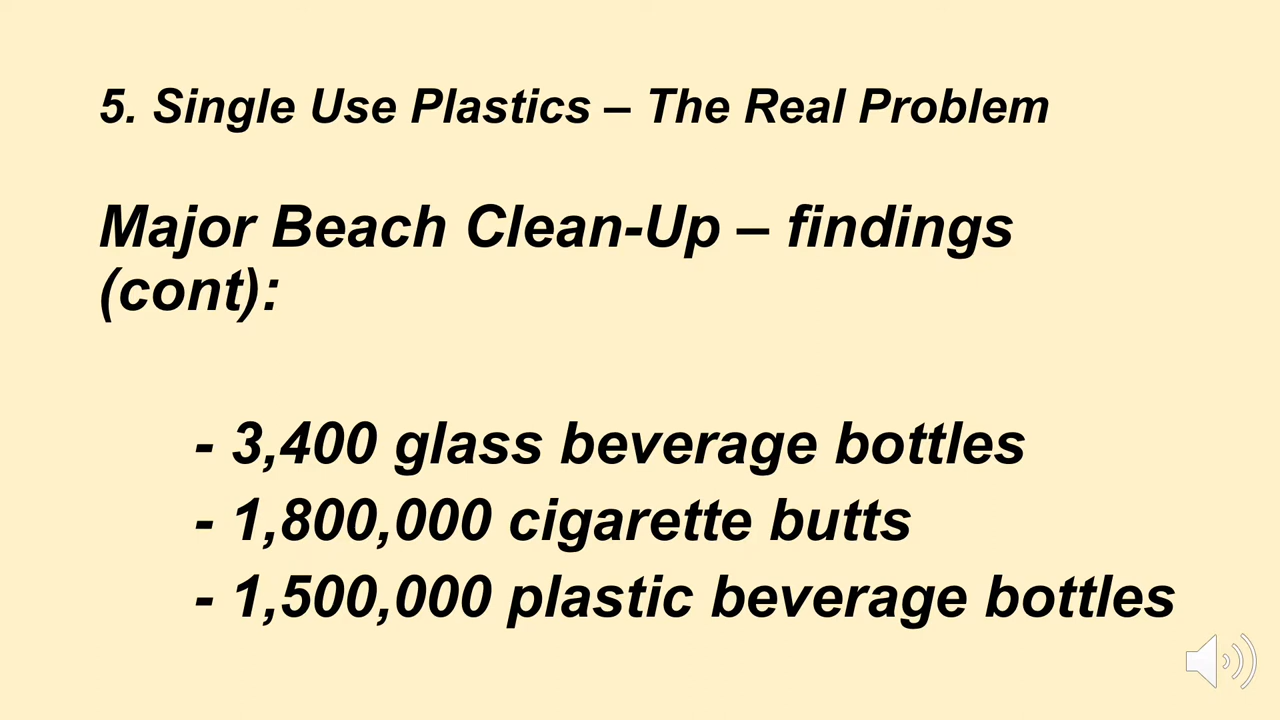 5. Single Use Plastics – The Real Problem
Major Beach Clean-Up – findings
(cont):
- 3,400 glass beverage bottles
- 1,800,000 cigarette butts
- 1,500,000 plastic beverage bottles